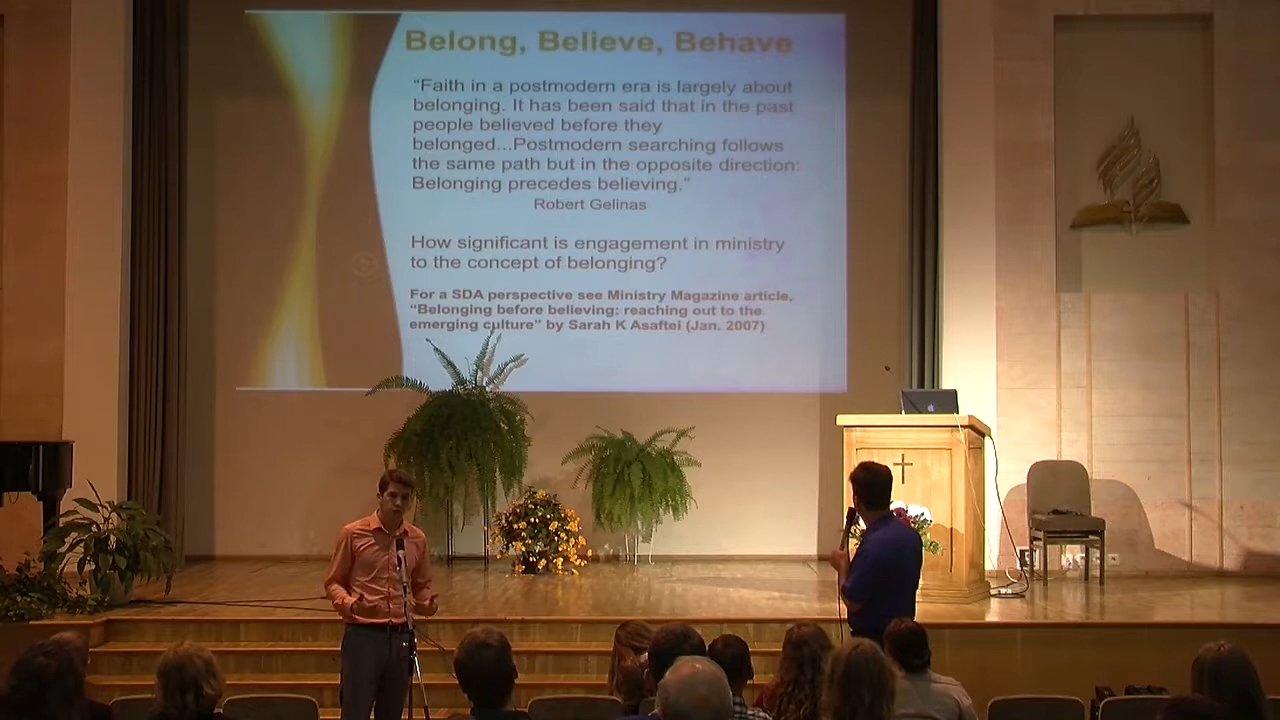 Belong, Believe, Behave
“Faith in a postmodern era is largely about
belonging. It has been said that in the past
people believed before they
belonged...Postmodern searching follows
the same path but in the opposite direction:
Belonging precedes believing.”
Robert Gelinas
How significant is engagement in ministry
to the concept of belonging?
For a SDA perspective see Ministry Magazine article,
“Belonging before believing: reaching out to the
emerging culture” by Sarah K Asaftei (Jan. 2007)